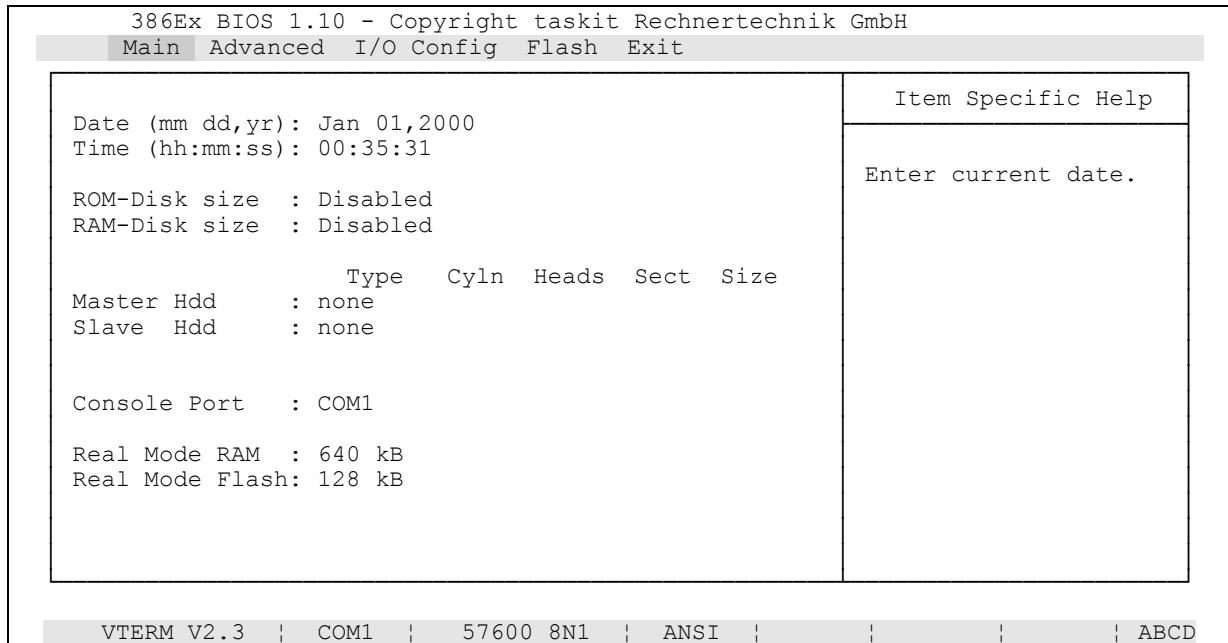 386Ex BIOS 1.10 - Copyright taskit Rechnertechnik GmbH
Main Advanced I/O Config Flash Exit
Item Specific Help
Enter current date.
Date (mm dd,yr): Jan 01,2000
Time (hh:mm:ss): 00:35:31
ROM-Disk size : Disabled
RAM-Disk size : Disabled
Type Cyln Heads Sect Size
Master Hdd : none
Slave Hdd : none
Console Port : COM1
Real Mode RAM : 640 kB
Real Mode Flash: 128 kB
VTERM V2.3 ¦ COM1 ¦ 57600 8N1 ¦ ANSI ¦ ¦ ¦ ¦ ABCD